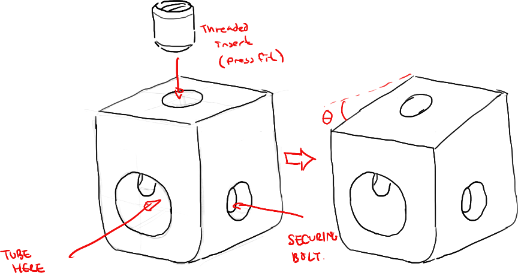 Threaded
Insert
(Press fit)
θ
TUBE
HERE
SECURING
BOLT.